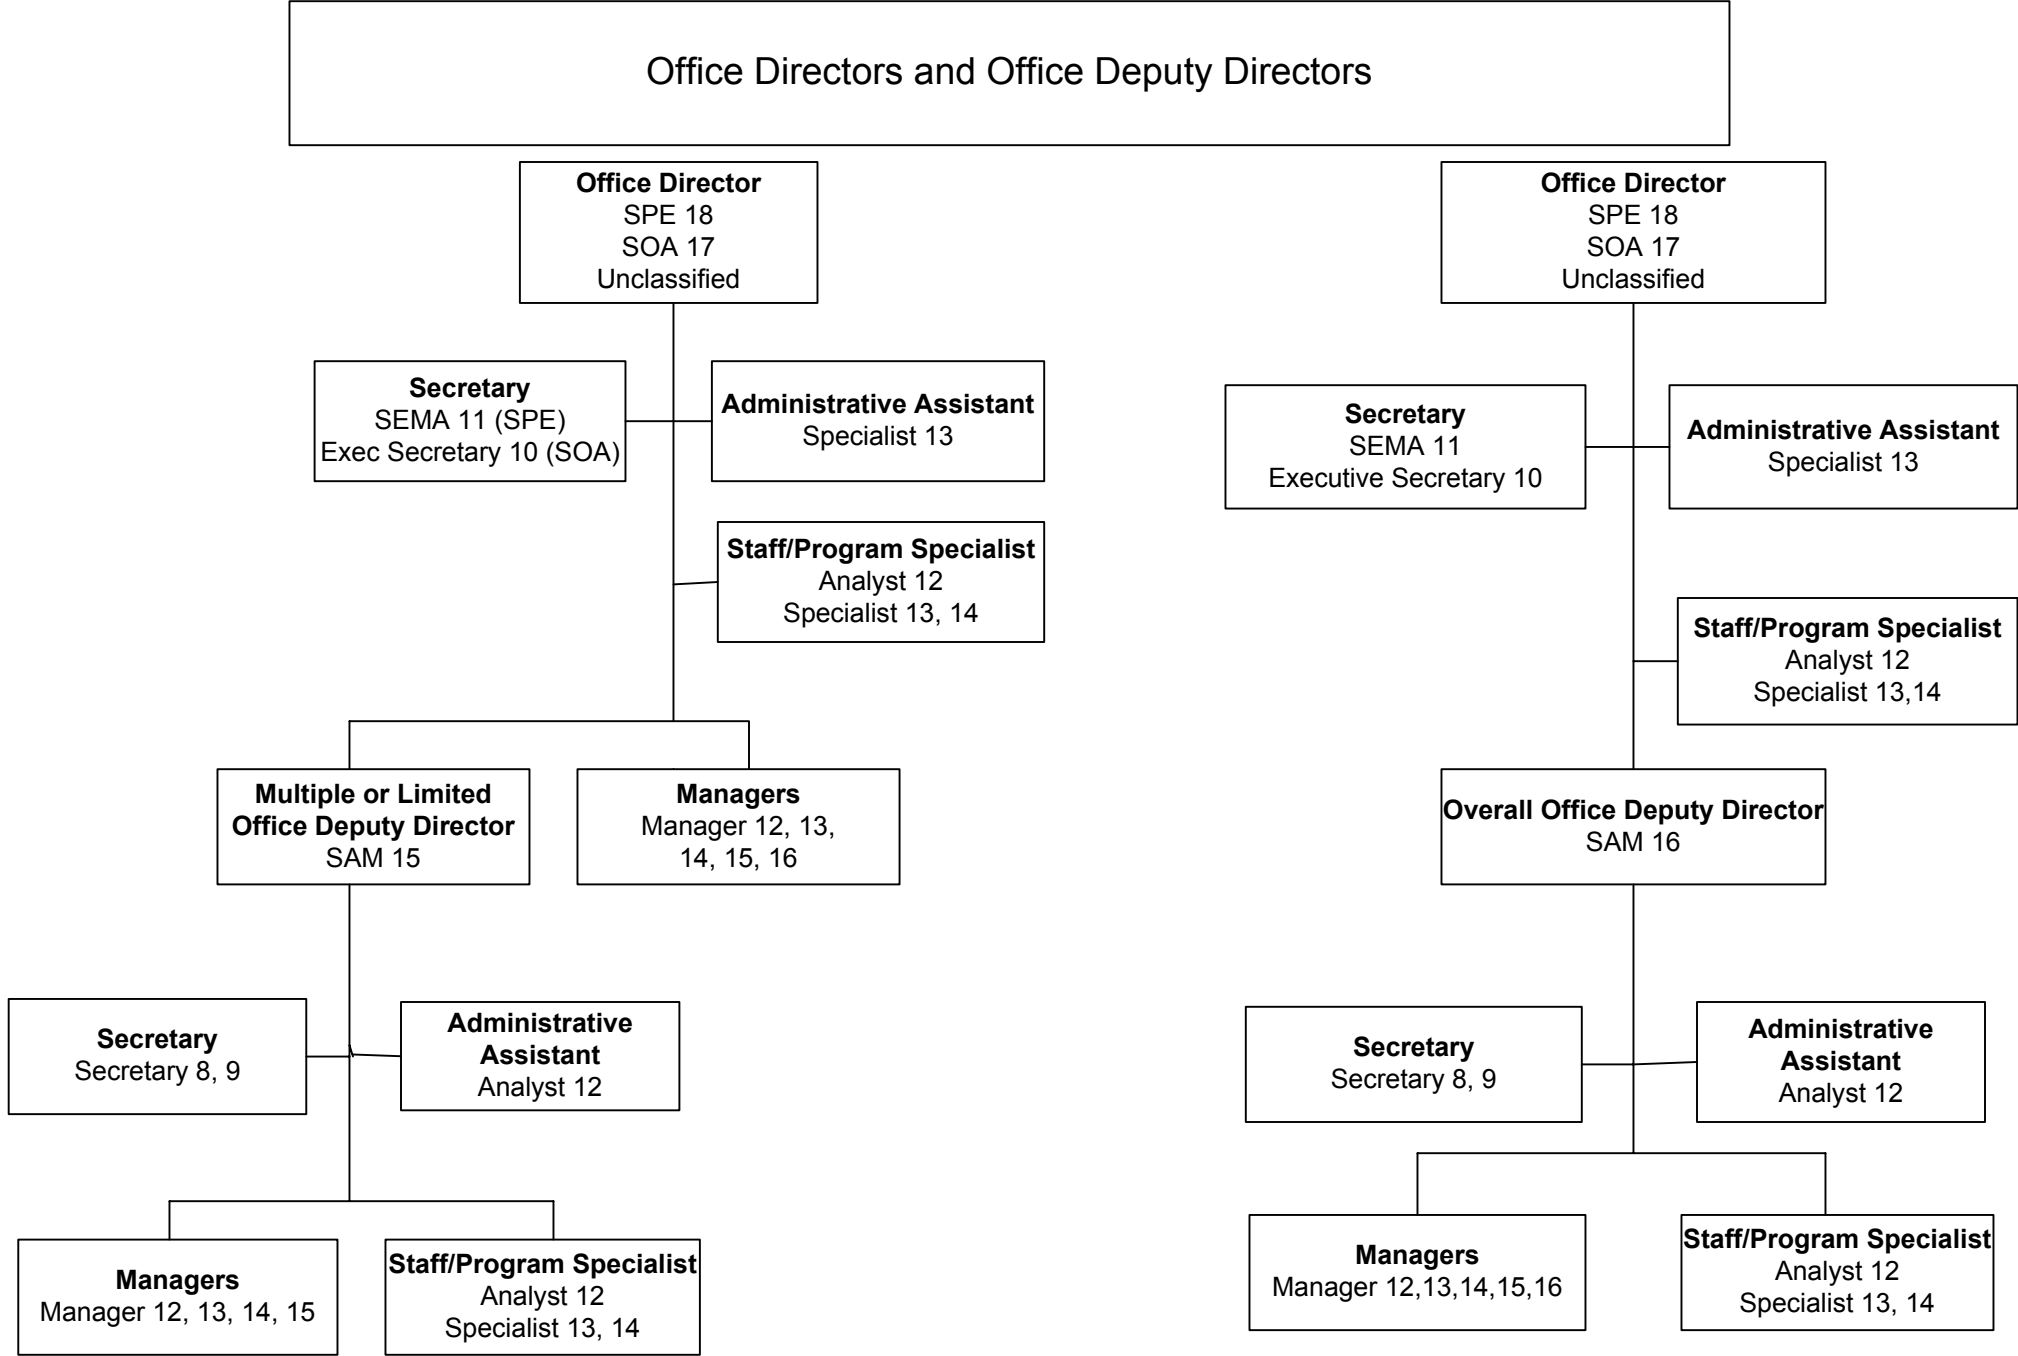 Office Directors and Office Deputy Directors
Office Director
SPE 18
SOA 17
Unclassified
Secretary
SEMA 11 (SPE)
Exec Secretary 10 (SOA)
Administrative Assistant
Specialist 13
Staff/Program Specialist
Analyst 12
Specialist 13, 14
Multiple or Limited
Office Deputy Director
SAM 15
Managers
Manager 12, 13,
14, 15, 16
Secretary
Secretary 8, 9
Administrative
Assistant
Analyst 12
Managers
Manager 12, 13, 14, 15
Staff/Program Specialist
Analyst 12
Specialist 13, 14
Office Director
SPE 18
SOA 17
Unclassified
Secretary
SEMA 11
Executive Secretary 10
Administrative Assistant
Specialist 13
Staff/Program Specialist
Analyst 12
Specialist 13,14
Overall Office Deputy Director
SAM 16
Secretary
Secretary 8, 9
Administrative
Assistant
Analyst 12
Managers
Manager 12,13,14,15,16
Staff/Program Specialist
Analyst 12
Specialist 13, 14